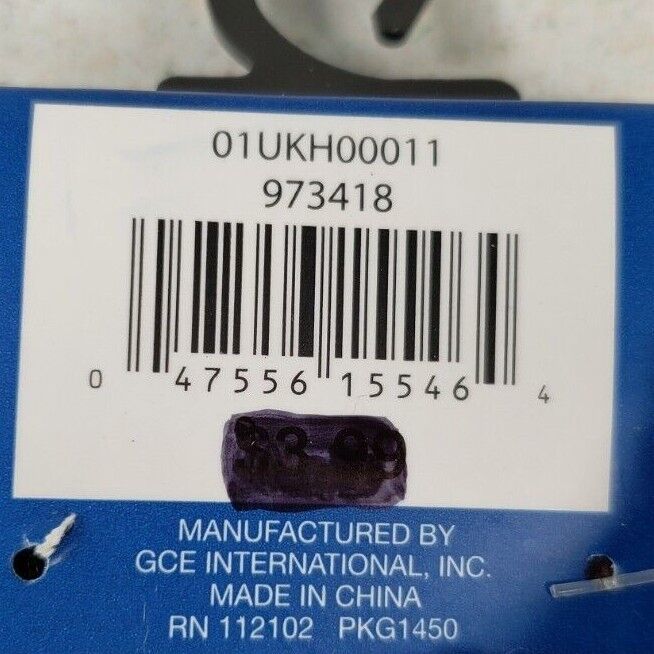 01UKH00011
973418
0 47556 15546 4
MANUFACTURED BY
GCE INTERNATIONAL, INC.
MADE IN CHINA
RN 112102 PKG1450